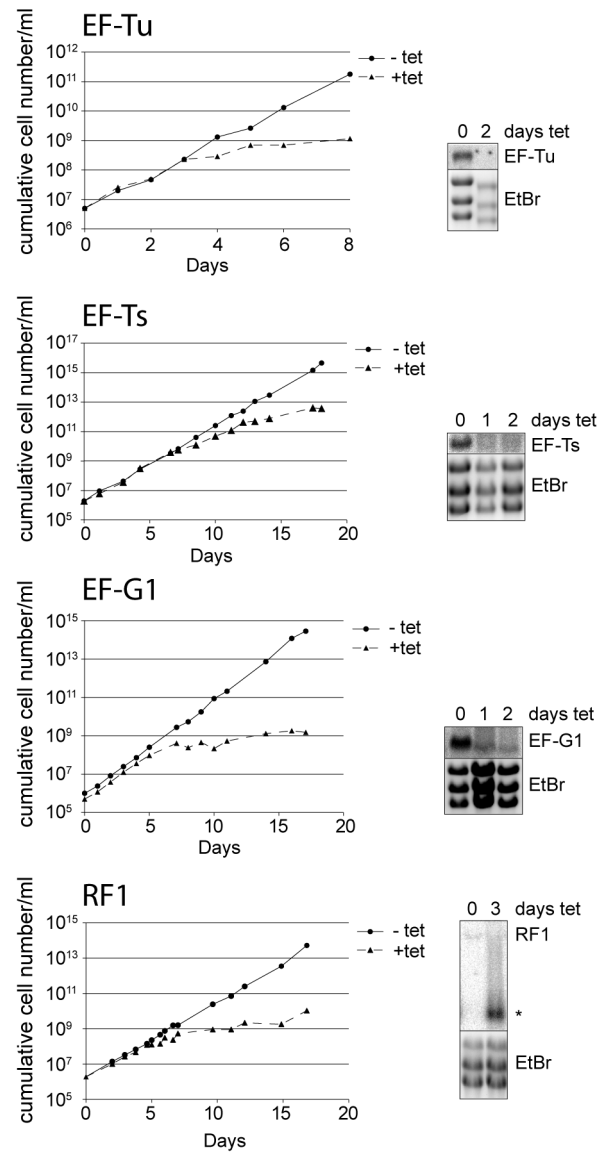 EF-Tu
cumulative cell number/ml
10^12
10^11
10^10
10^9
10^8
10^7
10^6
0 2 4 6 8
Days
- tet
+tet
0 2 days tet
EF-Tu
EtBr
EF-Ts
cumulative cell number/ml
10^17
10^15
10^13
10^11
10^9
10^7
10^5
0 5 10 15 20
Days
- tet
+tet
0 1 2 days tet
EF-Ts
EtBr
EF-G1
cumulative cell number/ml
10^15
10^13
10^11
10^9
10^7
10^5
0 5 10 15 20
Days
- tet
+tet
0 1 2 days tet
EF-G1
EtBr
RF1
cumulative cell number/ml
10^15
10^13
10^11
10^9
10^7
10^5
0 5 10 15 20
Days
- tet
+tet
0 3 days tet
RF1
*
EtBr